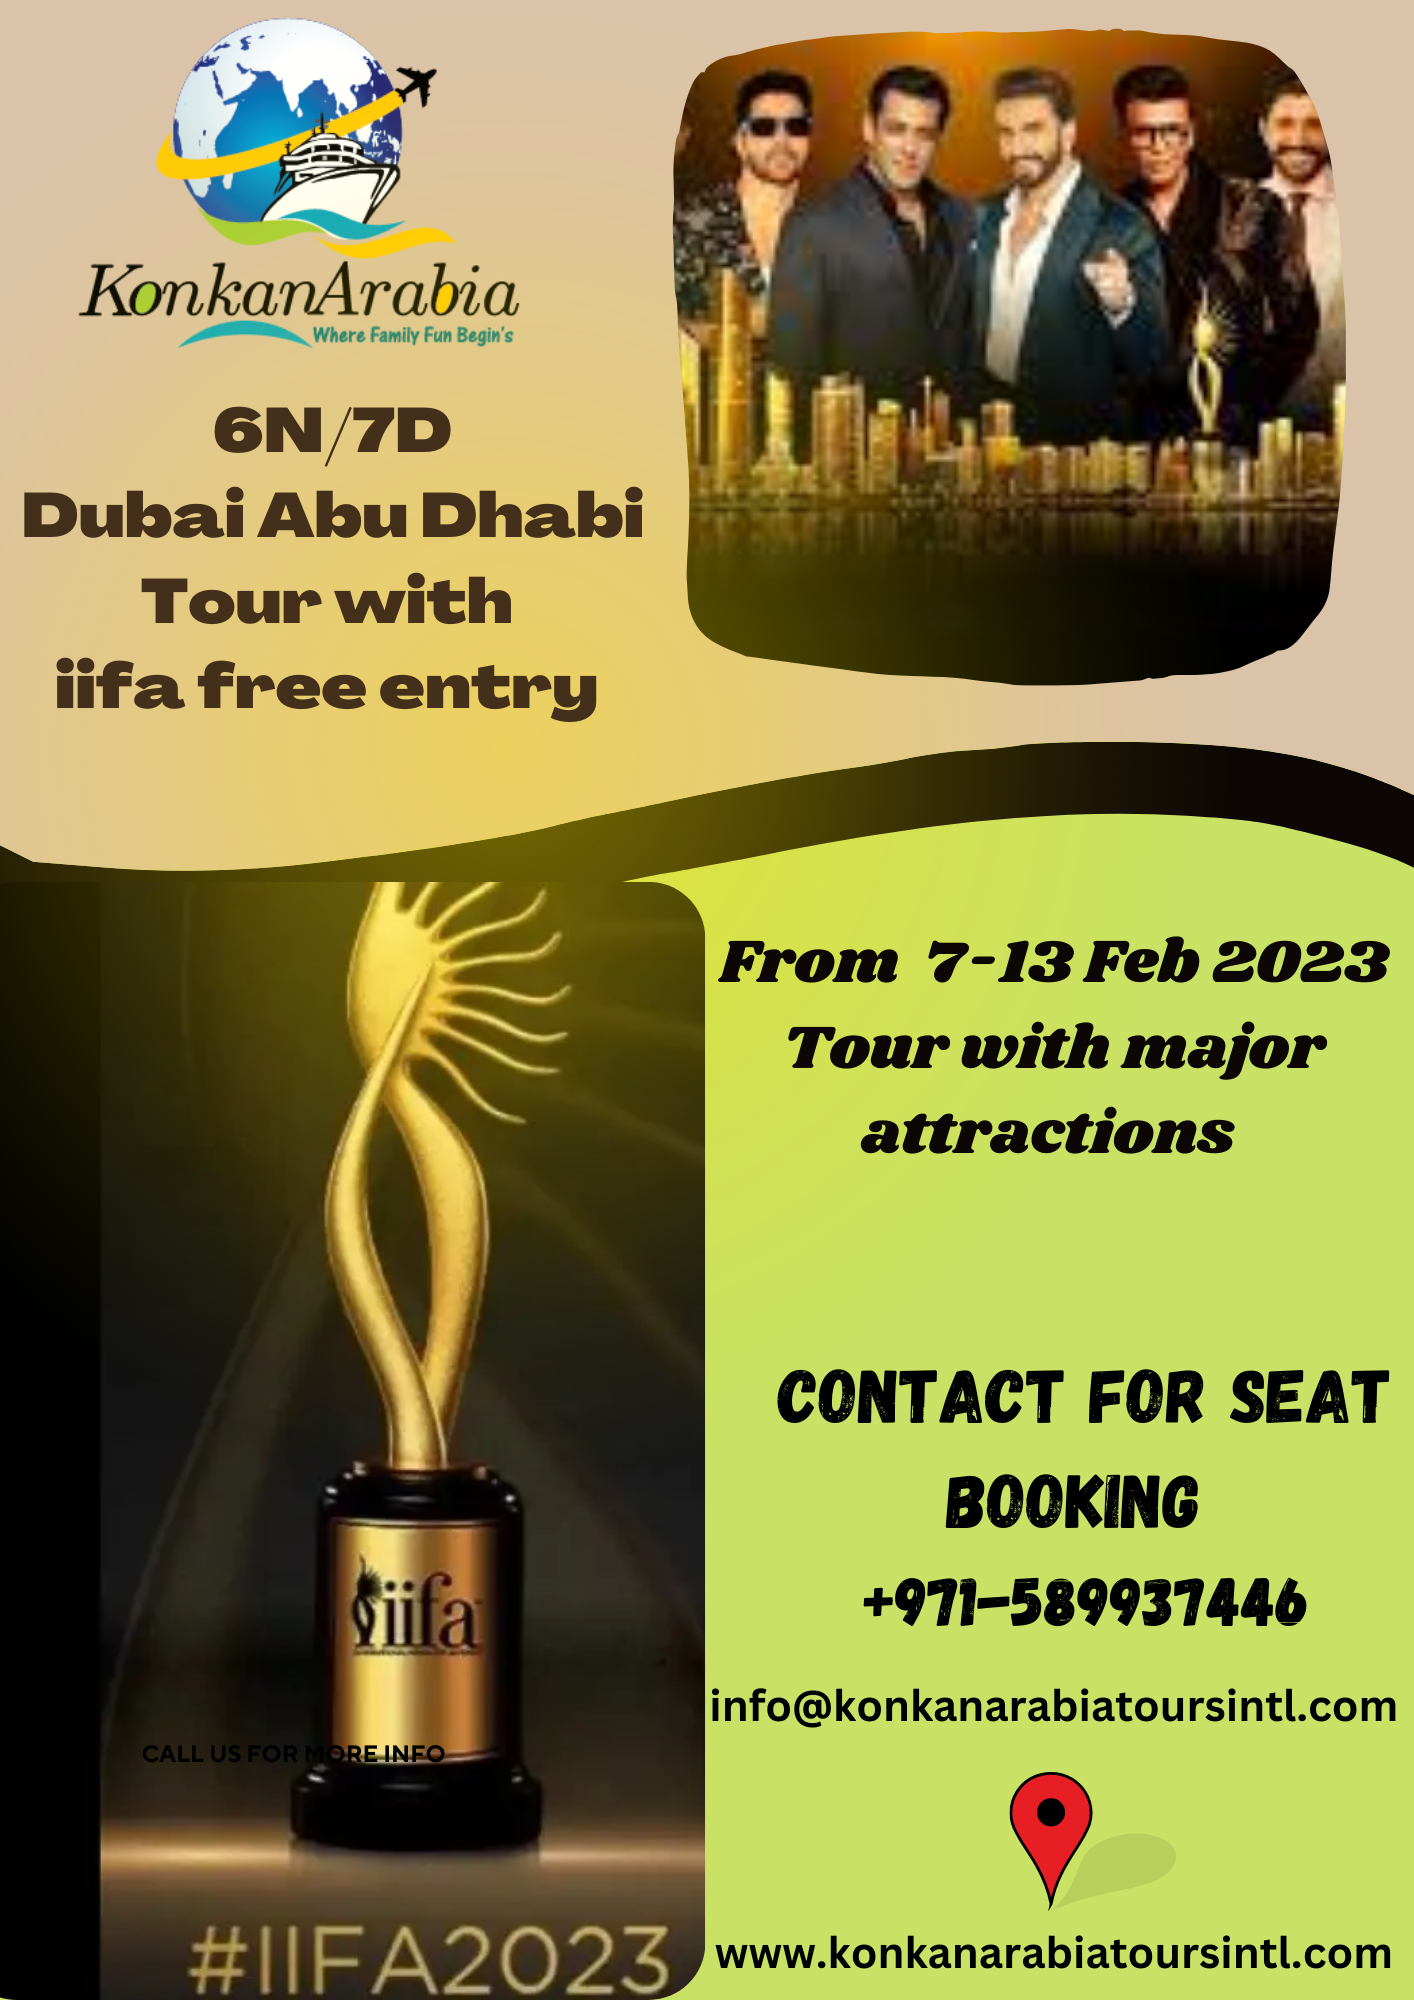 KonkanArabia
Where Family Fun Begin's
6N/7D
Dubai Abu Dhabi
Tour with
iifa free entry
From 7-13 Feb 2023
Tour with major
attractions
CONTACT FOR SEAT
BOOKING
+971-589937446
info@konkanarabiatoursintl.com
www.konkanarabiatoursintl.com
iifa
CALL US FOR MORE INFO
#IIFA2023